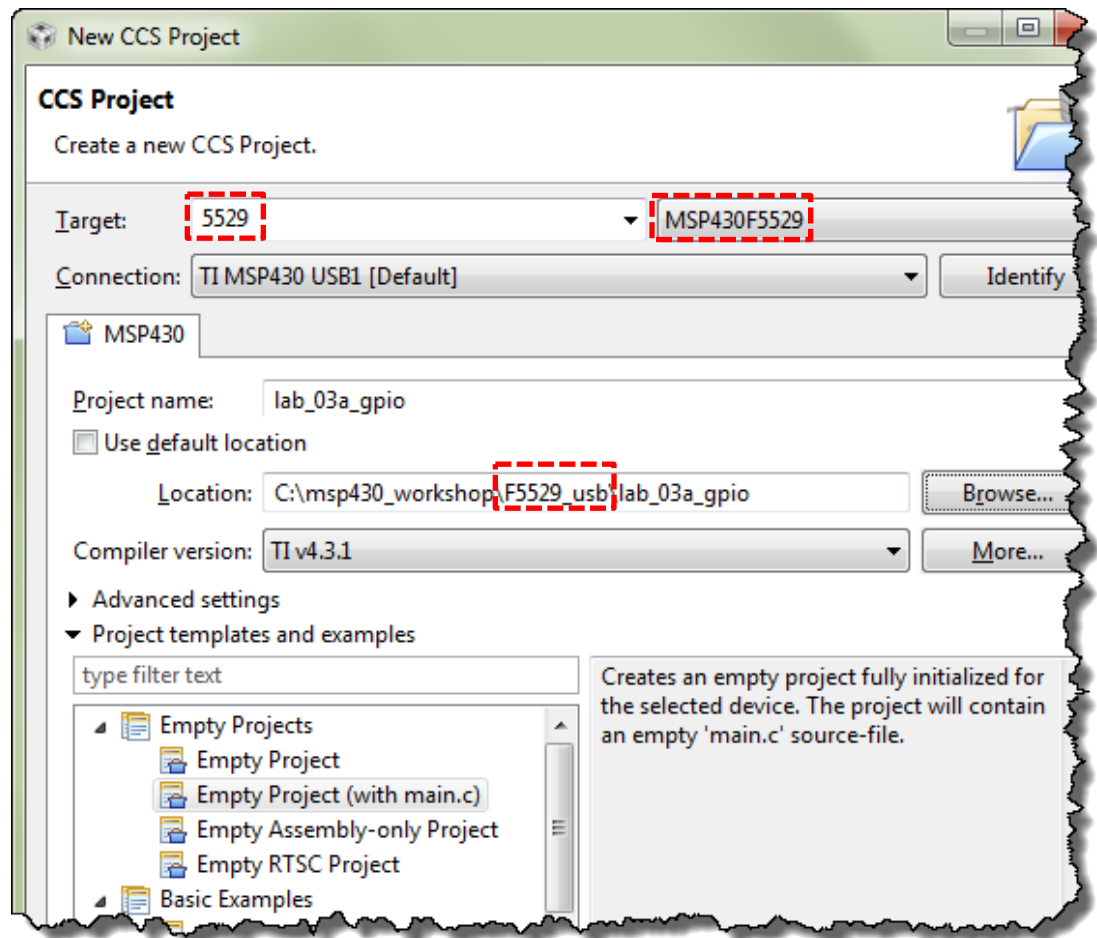 New CCS Project
CCS Project
Create a new CCS Project.
Target: 5529 MSP430F5529
Connection: TI MSP430 USB1 [Default] Identify
MSP430
Project name: lab_03a_gpio
Use default location
Location: C:\msp430_workshop\F5529_usb\lab_03a_gpio Browse...
Compiler version: TI v4.3.1 More...
Advanced settings
Project templates and examples
type filter text
Empty Projects
Empty Project
Empty Project (with main.c)
Empty Assembly-only Project
Empty RTSC Project
Basic Examples
Creates an empty project fully initialized for
the selected device. The project will contain
an empty 'main.c' source-file.